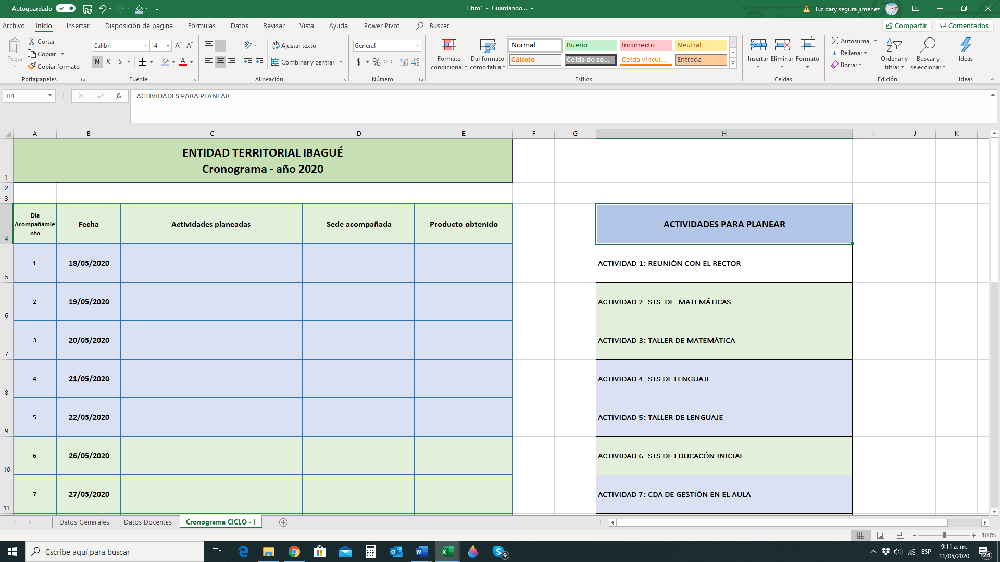 Autoguardado
Libro1 - Guardando...
luz dary segura jiménez
Archivo Inicio Insertar Disposición de página Fórmulas Datos Revisar Vista Ayuda Power Pivot Buscar
Compartir Comentarios
Pegar
Cortar
Copiar
Copiar formato
Portapapeles
Calibri 14
N K S
Fuente
Ajustar texto
Combinar y centrar
Alineación
General
$ % 000
Número
Formato condicional
Dar formato como tabla
Normal Bueno Incorrecto Neutral
Cálculo Celda de co... Celda vincul... Entrada
Estilos
Insertar Eliminar Formato
Celdas
Autosuma
Rellenar
Borrar
Ordenar y filtrar
Buscar y seleccionar
Edición
Ideas
Ideas
H4
fx
ACTIVIDADES PARA PLANEAR
A B C D E F G H I J K
1
ENTIDAD TERRITORIAL IBAGUÉ
Cronograma - año 2020
2
3
4
Día Acompañamiento
Fecha
Actividades planeadas
Sede acompañada
Producto obtenido
ACTIVIDADES PARA PLANEAR
5 1 18/05/2020 ACTIVIDAD 1: REUNIÓN CON EL RECTOR
6 2 19/05/2020 ACTIVIDAD 2: STS DE MATEMÁTICAS
7 3 20/05/2020 ACTIVIDAD 3: TALLER DE MATEMÁTICA
8 4 21/05/2020 ACTIVIDAD 4: STS DE LENGUAJE
9 5 22/05/2020 ACTIVIDAD 5: TALLER DE LENGUAJE
10 6 26/05/2020 ACTIVIDAD 6: STS DE EDUCACÓN INICIAL
11 7 27/05/2020 ACTIVIDAD 7: CDA DE GESTIÓN EN EL AULA
Datos Generales Datos Docentes Cronograma CICLO - I
100%
Escribe aquí para buscar
9
ESP
9:11 a. m.
11/05/2020
24